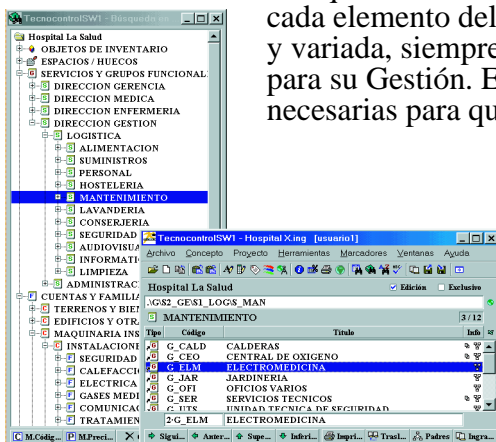 cada elemento del
y variada, siempre
para su Gestión. E
necesarias para qu
TecnocontrolSW1 - Búsqueda en
Hospital La Salud
OBJETOS DE INVENTARIO
ESPACIOS / HUECOS
G SERVICIOS Y GRUPOS FUNCIONAL
S DIRECCION GERENCIA
S DIRECCION MEDICA
S DIRECCION ENFERMERIA
S DIRECCION GESTION
S LOGISTICA
S ALIMENTACION
S SUMINISTROS
S PERSONAL
S HOSTELERIA
S MANTENIMIENTO
S LAVANDERIA
S CONSERJERIA
S SEGURIDAD
S AUDIOVISUA
S INFORMATI
S LIMPIEZA
S ADMINISTRAC
F CUENTAS Y FAMILIA
C TERRENOS Y BIEN
C EDIFICIOS Y OTR
C MAQUINARIA INS
C INSTALACIONE
F SEGURIDAD
F CALEFACCI
F ELECTRICA
F GASES MEDI
F COMUNICA
F TRATAMIEN
C M.Códig... P M.Preci...
TecnocontrolSW1 - Hospital X.ing [usuario1]
Archivo Concepto Proyecto Herramientas Marcadores Ventanas Ayuda
Hospital La Salud Edición Exclusivo
.\G\S2_GE\S1_LOG\S_MAN
S MANTENIMIENTO 3 / 12
Tipo Código Título Info
G_CALD CALDERAS
G_CEO CENTRAL DE OXIGENO
G_ELM ELECTROMEDICINA
G_JAR JARDINERIA
G_OFI OFICIOS VARIOS
G_SER SERVICIOS TECNICOS
G_UTS UNIDAD TECNICA DE SEGURIDAD
2·G_ELM ELECTROMEDICINA
Sigui... Anter... Supe... Inferi... Impri... Trasl... Padres Ingra...